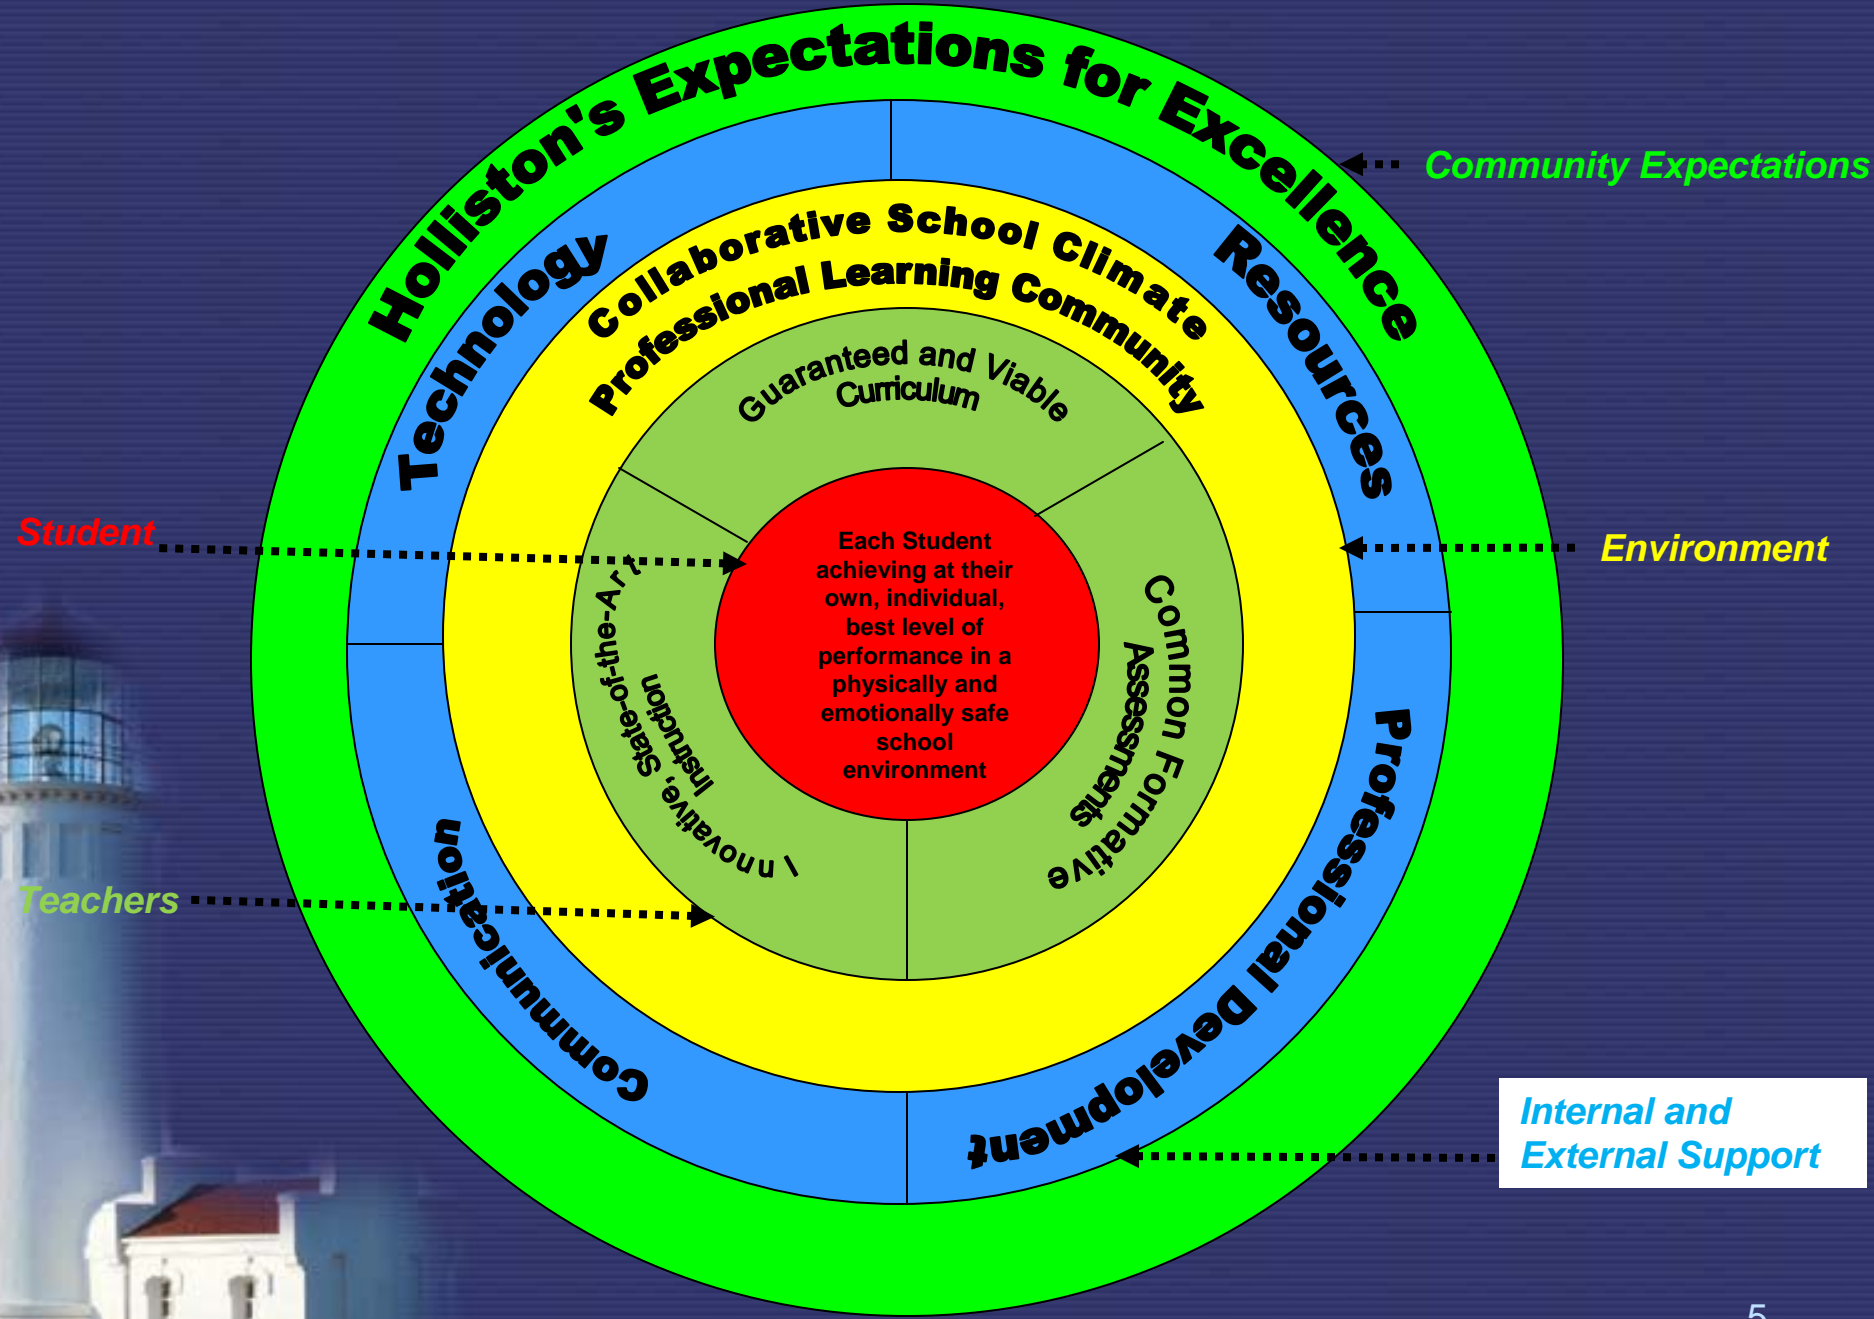 Holliston's Expectations for Excellence
Community Expectations
Technology
Resources
Collaborative School Climate
Professional Learning Community
Guaranteed and Viable
Curriculum
Student
Environment
Each Student
achieving at their
own, individual,
best level of
performance in a
physically and
emotionally safe
school
environment
Innovative, State-of-the-Art
Instruction
Common Formative
Assessments
Teachers
Communication
Professional Development
Internal and
External Support
5